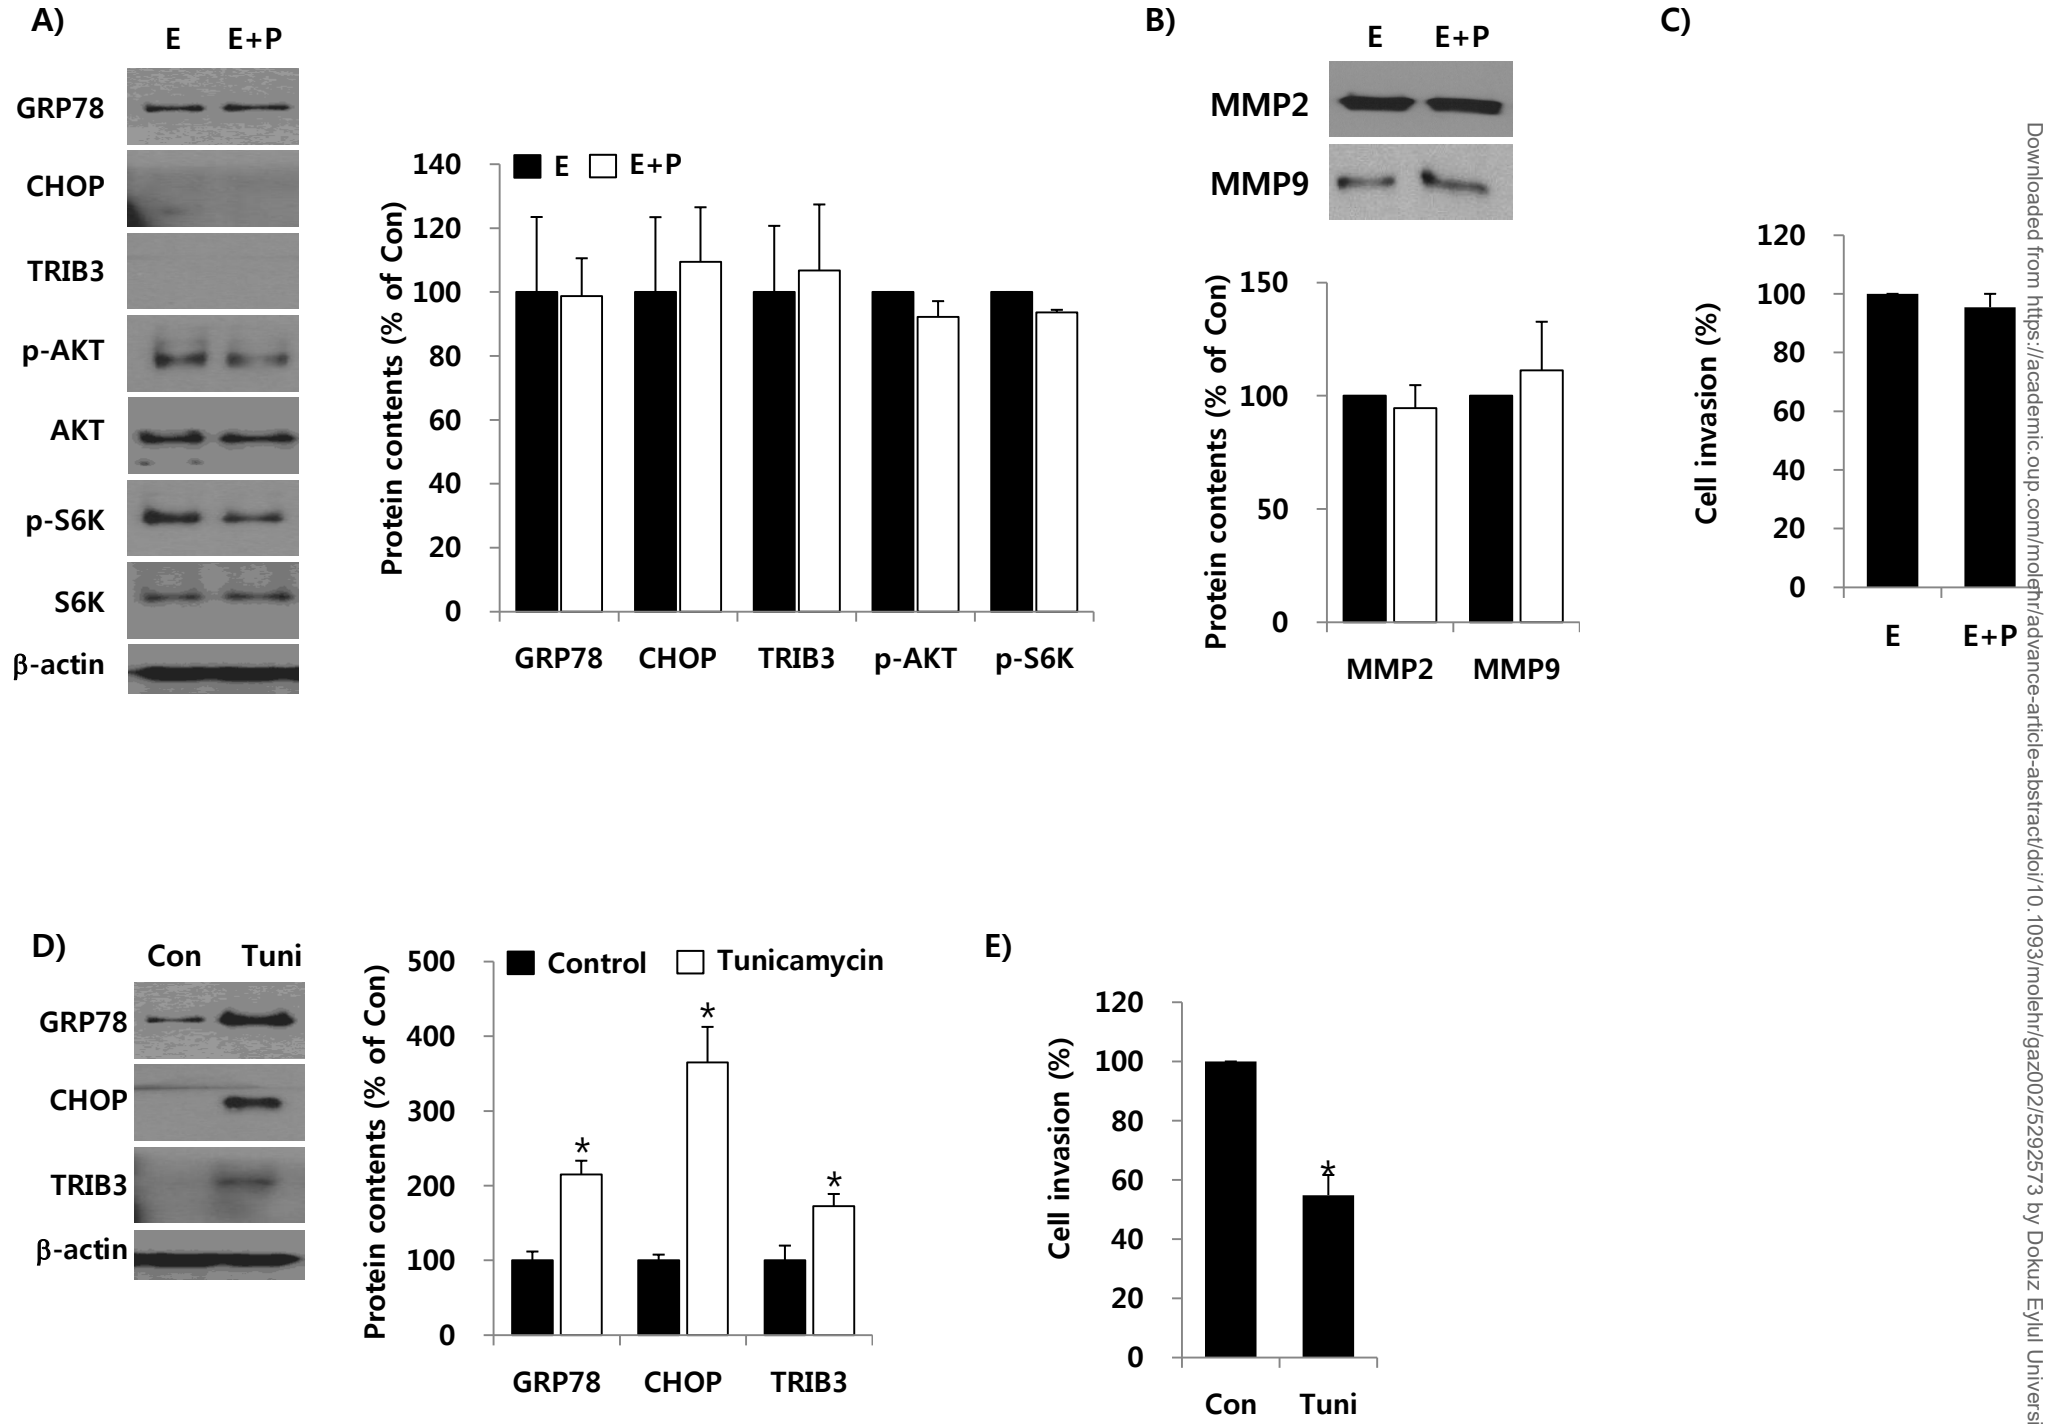 A)
E E+P
GRP78
CHOP
TRIB3
p-AKT
AKT
p-S6K
S6K
β-actin
Protein contents (% of Con)
E E+P
140
120
100
80
60
40
20
0
GRP78 CHOP TRIB3 p-AKT p-S6K
B)
E E+P
MMP2
MMP9
Protein contents (% of Con)
150
100
50
0
MMP2 MMP9
C)
Cell invasion (%)
120
100
80
60
40
20
0
E E+P
D)
Con Tuni
GRP78
CHOP
TRIB3
β-actin
Protein contents (% of Con)
Control Tunicamycin
500
400
300
200
100
0
* * *
GRP78 CHOP TRIB3
E)
Cell invasion (%)
120
100
80
60
40
20
0
*
Con Tuni
Downloaded from https://academic.oup.com/molehr/advance-article-abstract/doi/10.1093/molehr/gaz002/5292573 by Dokuz Eylul Universi